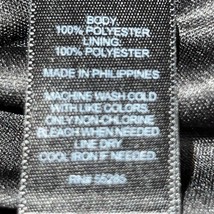 BODY:
100% POLYESTER
LINING:
100% POLYESTER
MADE IN PHILIPPINES
MACHINE WASH COLD
WITH LIKE COLORS
ONLY NON-CHLORINE
BLEACH WHEN NEEDED.
LINE DRY
COOL IRON IF NEEDED.
RN#